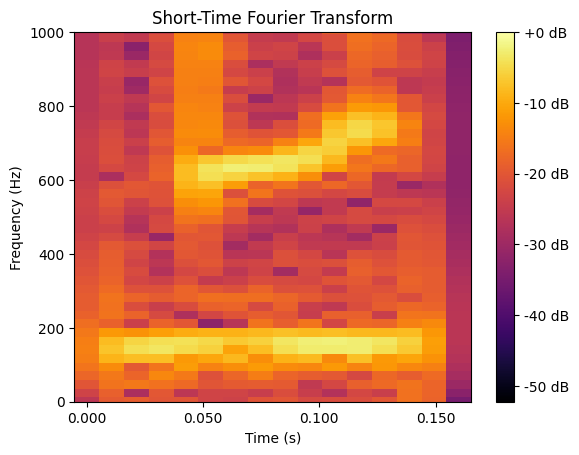 Short-Time Fourier Transform
Frequency (Hz)
1000
800
600
400
200
0
0.000 0.050 0.100 0.150
Time (s)
+0 dB
-10 dB
-20 dB
-30 dB
-40 dB
-50 dB